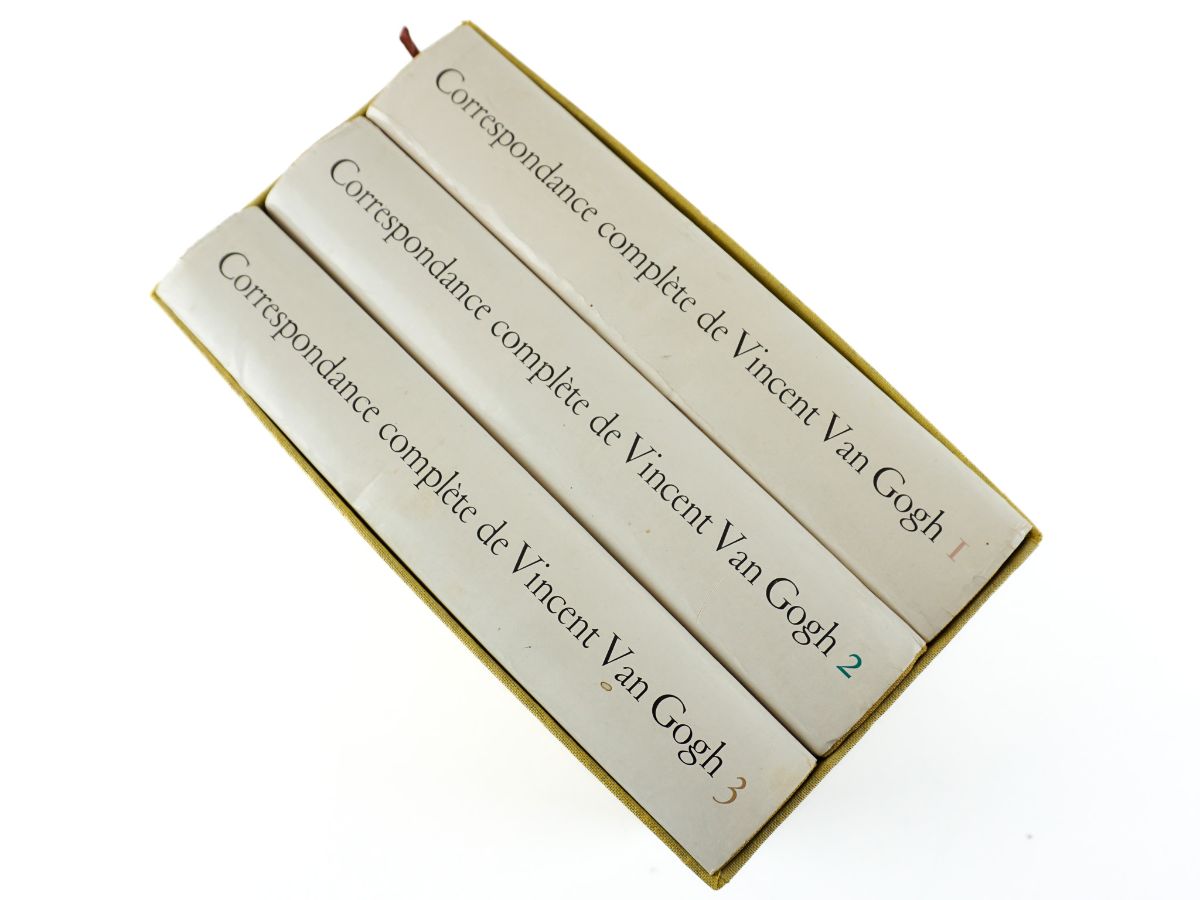 Correspondance complète de Vincent Van Gogh 1
Correspondance complète de Vincent Van Gogh 2
Correspondance complète de Vincent Van Gogh 3